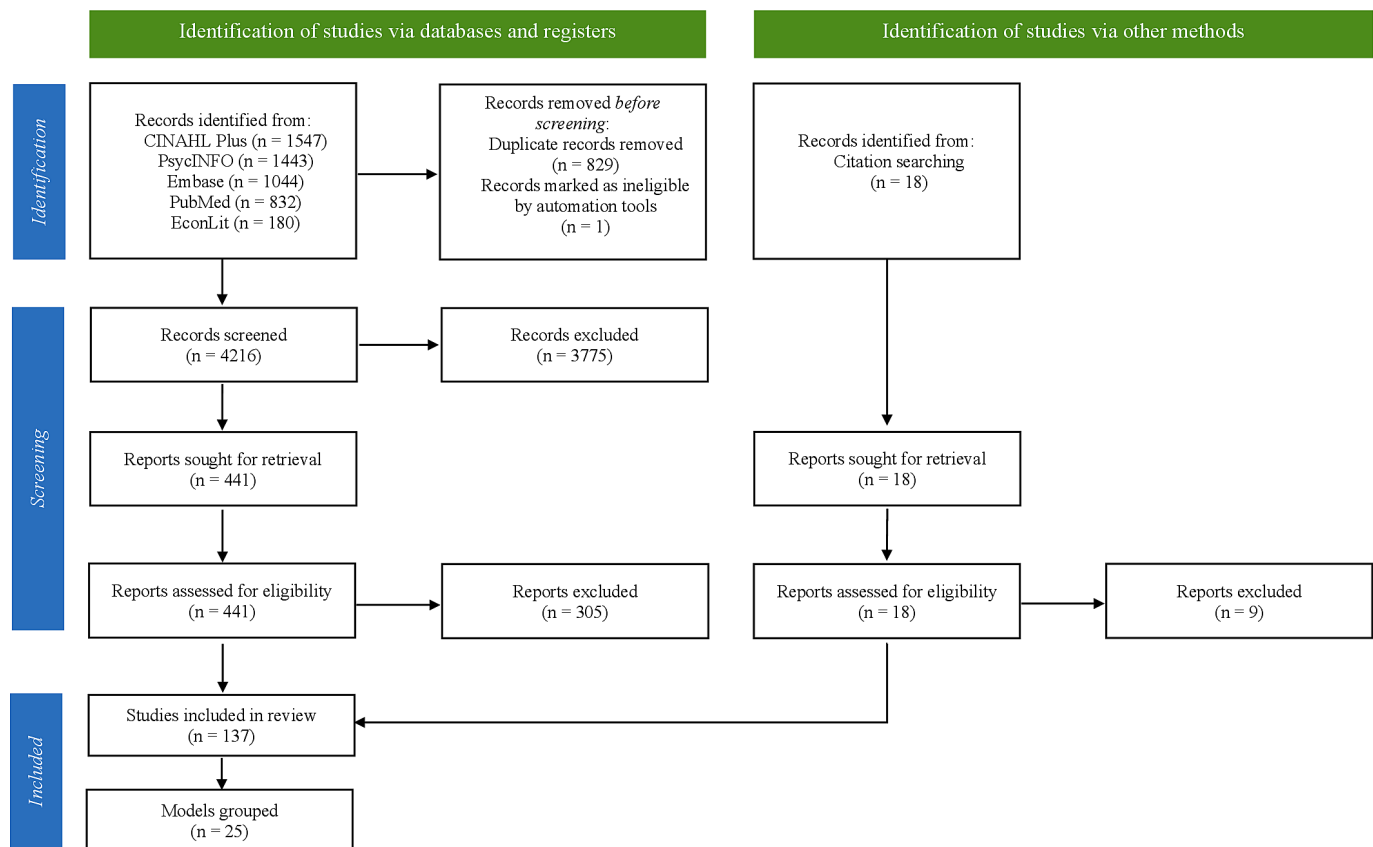 Identification of studies via databases and registers
Identification of studies via other methods
Identification
Records identified from:
CINAHL Plus (n = 1547)
PsycINFO (n = 1443)
Embase (n = 1044)
PubMed (n = 832)
EconLit (n = 180)
Records removed before
screening:
Duplicate records removed
(n = 829)
Records marked as ineligible
by automation tools
(n = 1)
Records identified from:
Citation searching
(n = 18)
Screening
Records screened
(n = 4216)
Records excluded
(n = 3775)
Reports sought for retrieval
(n = 441)
Reports sought for retrieval
(n = 18)
Reports assessed for eligibility
(n = 441)
Reports excluded
(n = 305)
Reports assessed for eligibility
(n = 18)
Reports excluded
(n = 9)
Included
Studies included in review
(n = 137)
Models grouped
(n = 25)